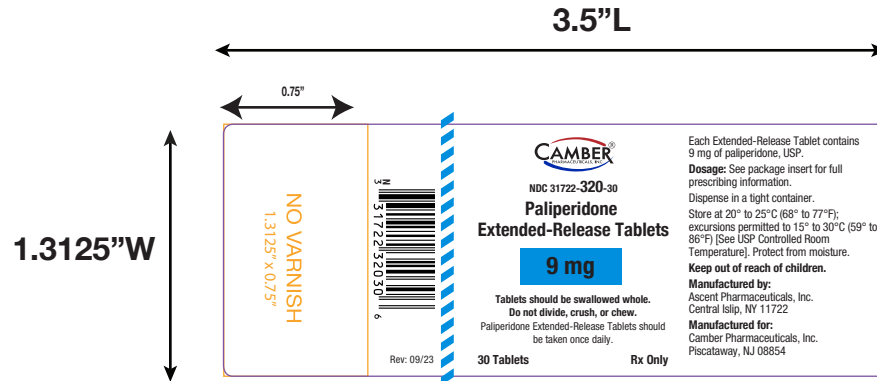 3.5”L
0.75”
1.3125”W
NO VARNISH
1.3125” x 0.75”
N
3 31722 32030 6
Rev: 09/23
CAMBER®
PHARMACEUTICALS, INC
NDC 31722-320-30
Paliperidone
Extended-Release Tablets
9 mg
Tablets should be swallowed whole.
Do not divide, crush, or chew.
Paliperidone Extended-Release Tablets should
be taken once daily.
30 Tablets Rx Only
Each Extended-Release Tablet contains
9 mg of paliperidone, USP.
Dosage: See package insert for full
prescribing information.
Dispense in a tight container.
Store at 20° to 25°C (68° to 77°F);
excursions permitted to 15° to 30°C (59° to
86°F) [See USP Controlled Room
Temperature]. Protect from moisture.
Keep out of reach of children.
Manufactured by:
Ascent Pharmaceuticals, Inc.
Central Islip, NY 11722
Manufactured for:
Camber Pharmaceuticals, Inc.
Piscataway, NJ 08854